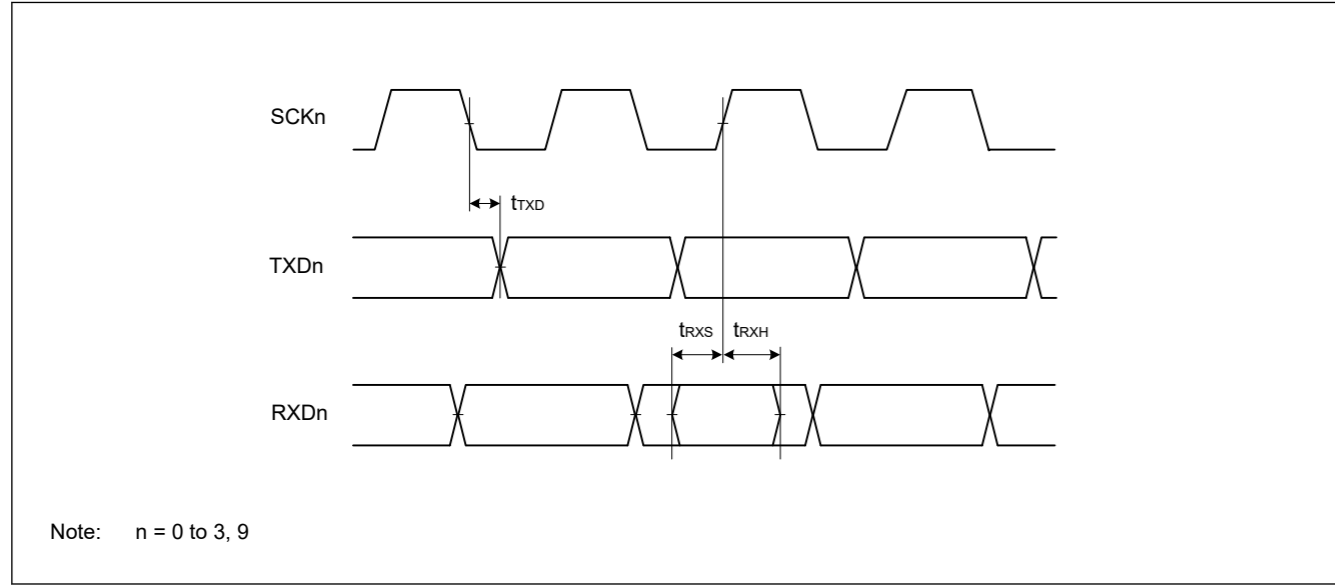 SCKn
tTXD
TXDn
tRXS tRXH
RXDn
Note: n = 0 to 3, 9